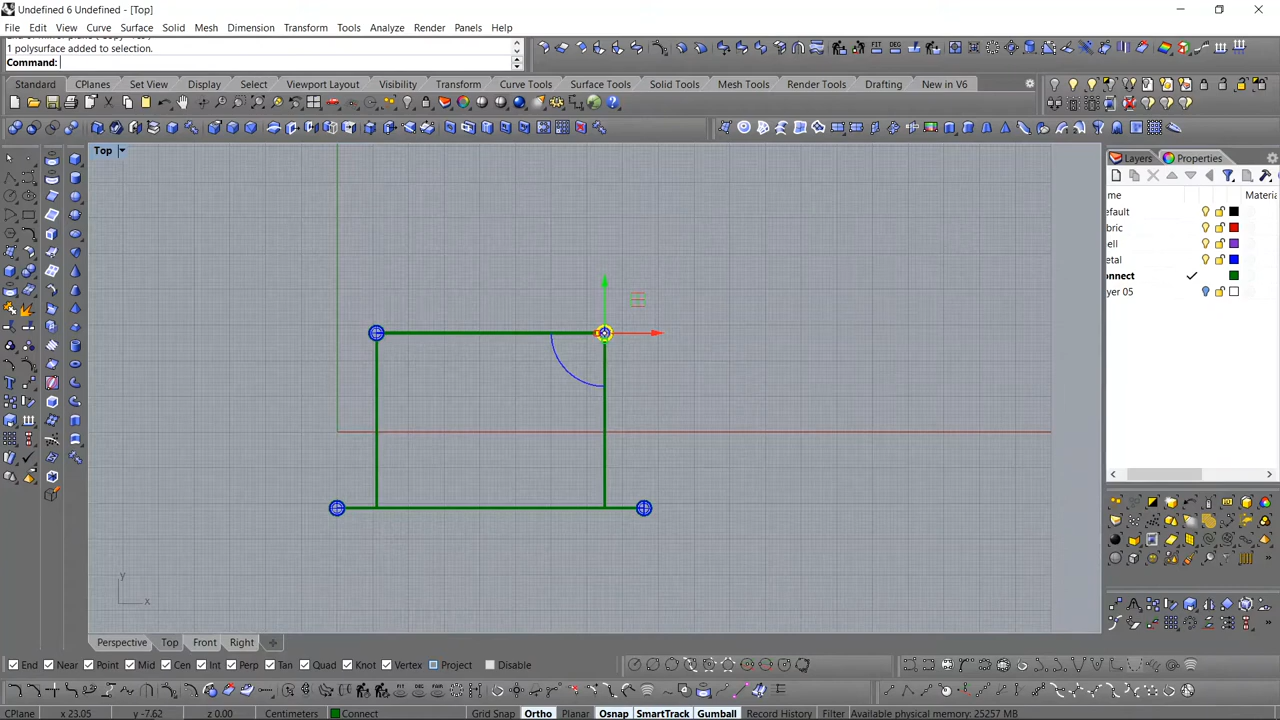 Undefined 6 Undefined - [Top]
File Edit View Curve Surface Solid Mesh Dimension Transform Tools Analyze Render Panels Help
1 polysurface added to selection.
Command:
Standard CPlanes Set View Display Select Viewport Layout Visibility Transform Curve Tools Surface Tools Solid Tools Mesh Tools Render Tools Drafting New in V6
Top
Layers Properties
me Materia
efault
bric
ell
etal
onnect
yer 05
y
x
Perspective Top Front Right
End Near Point Mid Cen Int Perp Tan Quad Knot Vertex Project Disable
CPlane x 23.05 y -7.62 z 0.00 Centimeters Connect Grid Snap Ortho Planar Osnap SmartTrack Gumball Record History Filter Available physical memory: 25257 MB